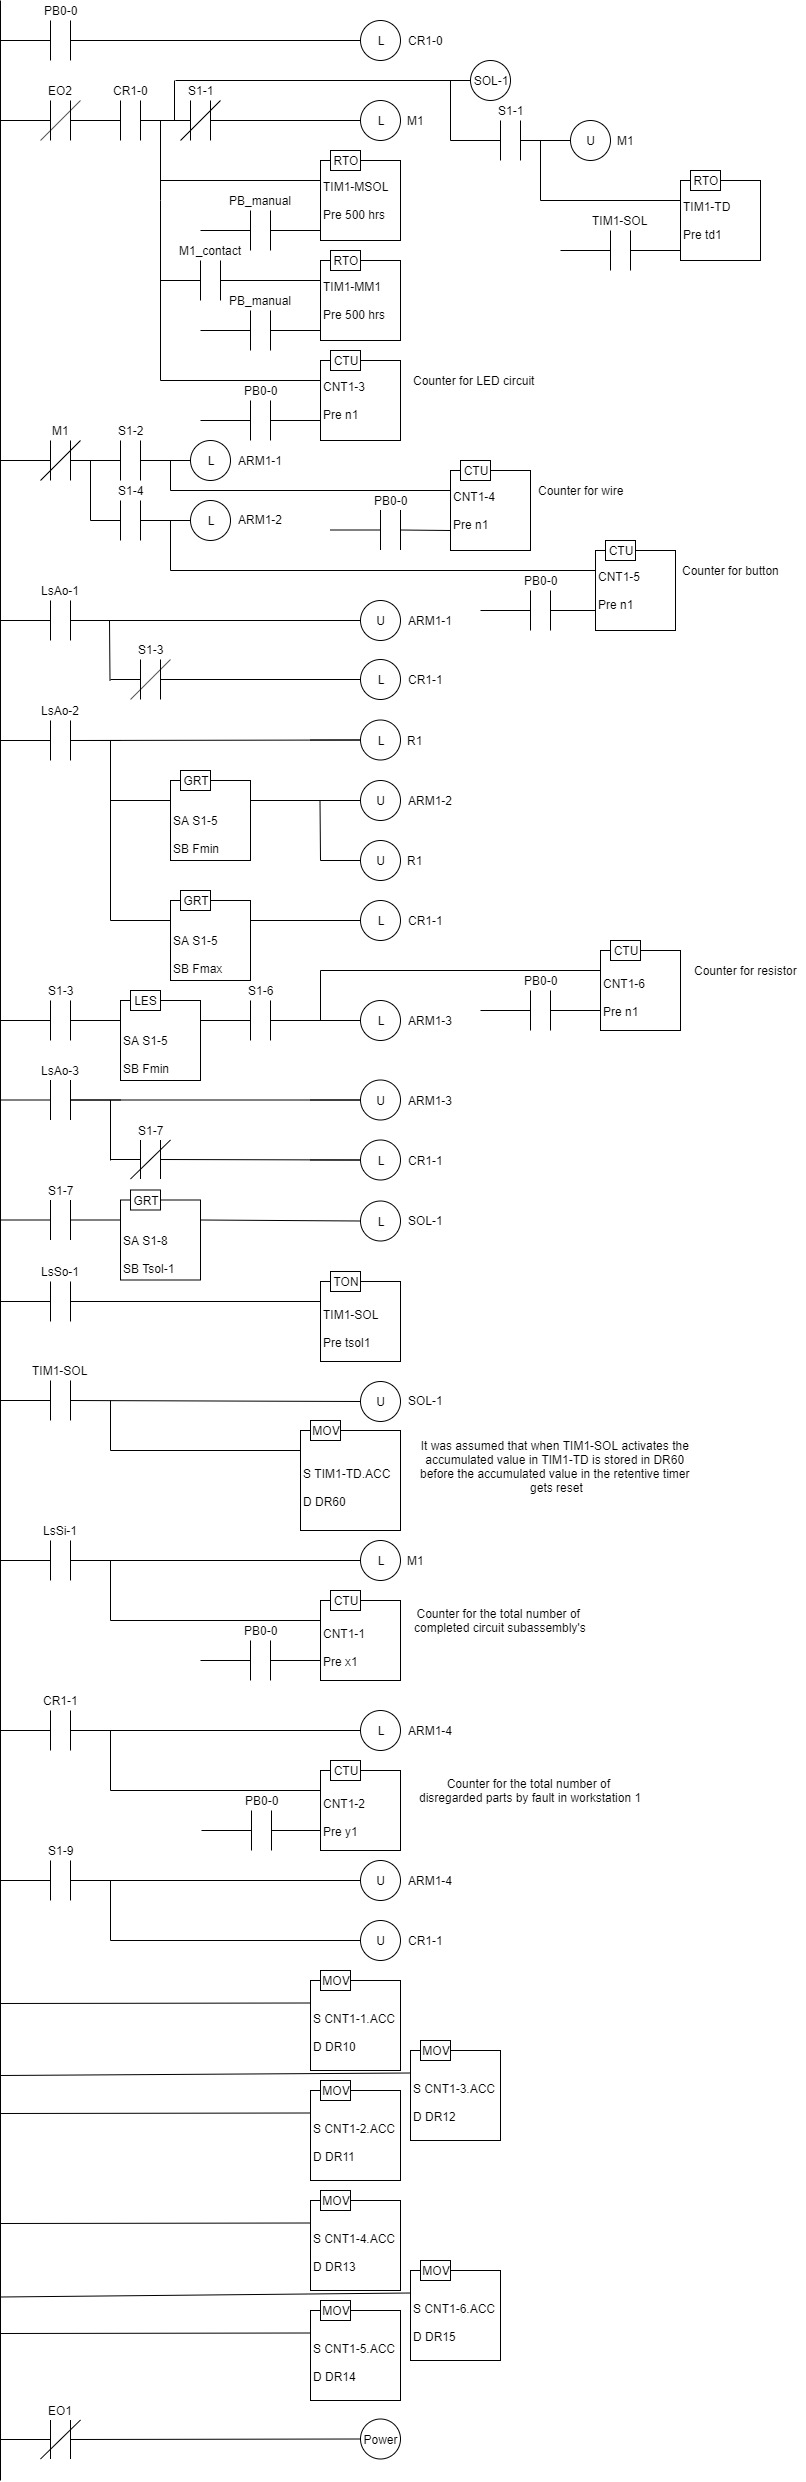 PB0-0
L
CR1-0
SOL-1
EO2
CR1-0
S1-1
L
M1
S1-1
U
M1
RTO
TIM1-MSOL
Pre 500 hrs
PB_manual
RTO
TIM1-TD
Pre td1
TIM1-SOL
M1_contact
RTO
TIM1-MM1
Pre 500 hrs
PB_manual
CTU
CNT1-3
Pre n1
PB0-0
Counter for LED circuit
M1
S1-2
L
ARM1-1
CTU
CNT1-4
Pre n1
PB0-0
Counter for wire
S1-4
L
ARM1-2
CTU
CNT1-5
Pre n1
PB0-0
Counter for button
LsAo-1
U
ARM1-1
S1-3
L
CR1-1
LsAo-2
L
R1
GRT
SA S1-5
SB Fmin
U
ARM1-2
U
R1
GRT
SA S1-5
SB Fmax
L
CR1-1
CTU
CNT1-6
Pre n1
PB0-0
Counter for resistor
S1-3
LES
SA S1-5
SB Fmin
S1-6
L
ARM1-3
LsAo-3
U
ARM1-3
S1-7
L
CR1-1
S1-7
GRT
SA S1-8
SB Tsol-1
L
SOL-1
LsSo-1
TON
TIM1-SOL
Pre tsol1
TIM1-SOL
U
SOL-1
MOV
S TIM1-TD.ACC
D DR60
It was assumed that when TIM1-SOL activates the
accumulated value in TIM1-TD is stored in DR60
before the accumulated value in the retentive timer
gets reset
LsSi-1
L
M1
CTU
CNT1-1
Pre x1
PB0-0
Counter for the total number of
completed circuit subassembly's
CR1-1
L
ARM1-4
CTU
CNT1-2
Pre y1
PB0-0
Counter for the total number of
disregarded parts by fault in workstation 1
S1-9
U
ARM1-4
U
CR1-1
MOV
S CNT1-1.ACC
D DR10
MOV
S CNT1-3.ACC
D DR12
MOV
S CNT1-2.ACC
D DR11
MOV
S CNT1-4.ACC
D DR13
MOV
S CNT1-6.ACC
D DR15
MOV
S CNT1-5.ACC
D DR14
EO1
Power